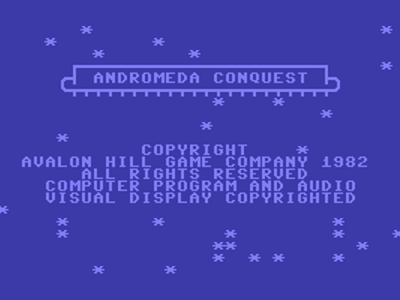 ANDROMEDA CONQUEST
COPYRIGHT
AVALON HILL GAME COMPANY 1982
ALL RIGHTS RESERVED
COMPUTER PROGRAM AND AUDIO
VISUAL DISPLAY COPYRIGHTED